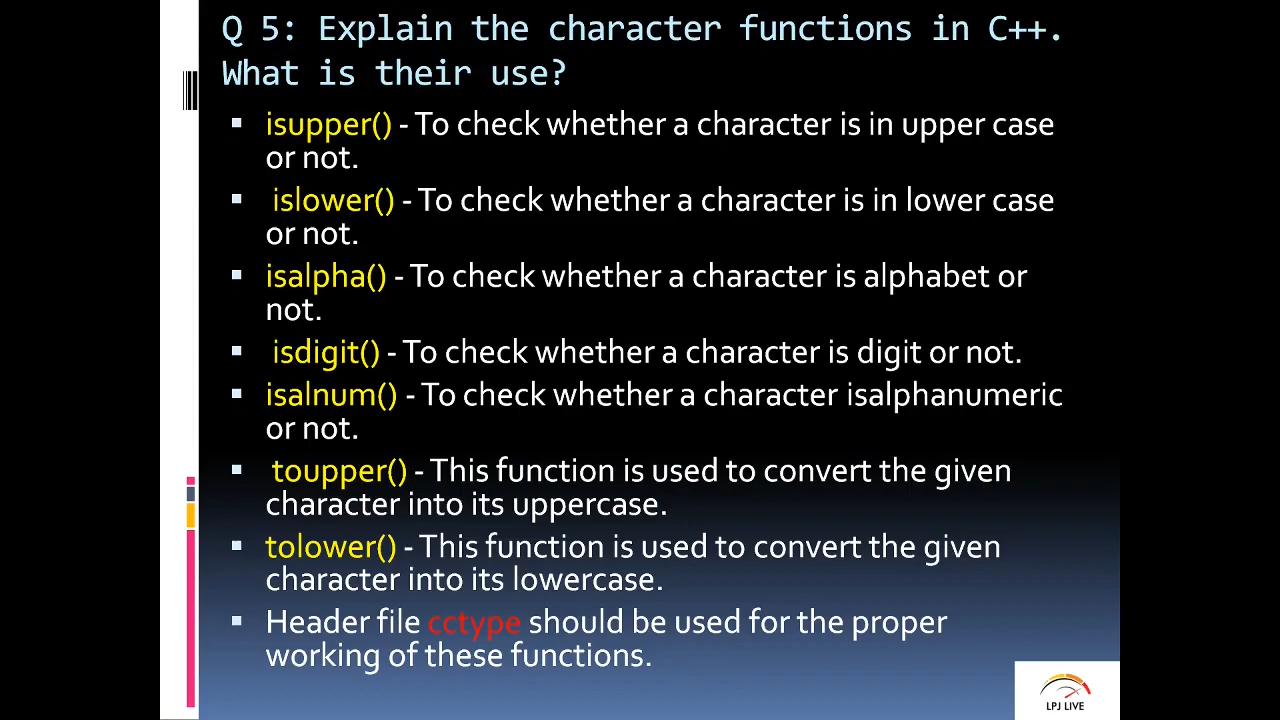 Q 5: Explain the character functions in C++.
What is their use?
▪ isupper() - To check whether a character is in upper case
or not.
▪ islower() - To check whether a character is in lower case
or not.
▪ isalpha() - To check whether a character is alphabet or
not.
▪ isdigit() - To check whether a character is digit or not.
▪ isalnum() - To check whether a character isalphanumeric
or not.
▪ toupper() - This function is used to convert the given
character into its uppercase.
▪ tolower() - This function is used to convert the given
character into its lowercase.
▪ Header file cctype should be used for the proper
working of these functions.
LPJ LIVE